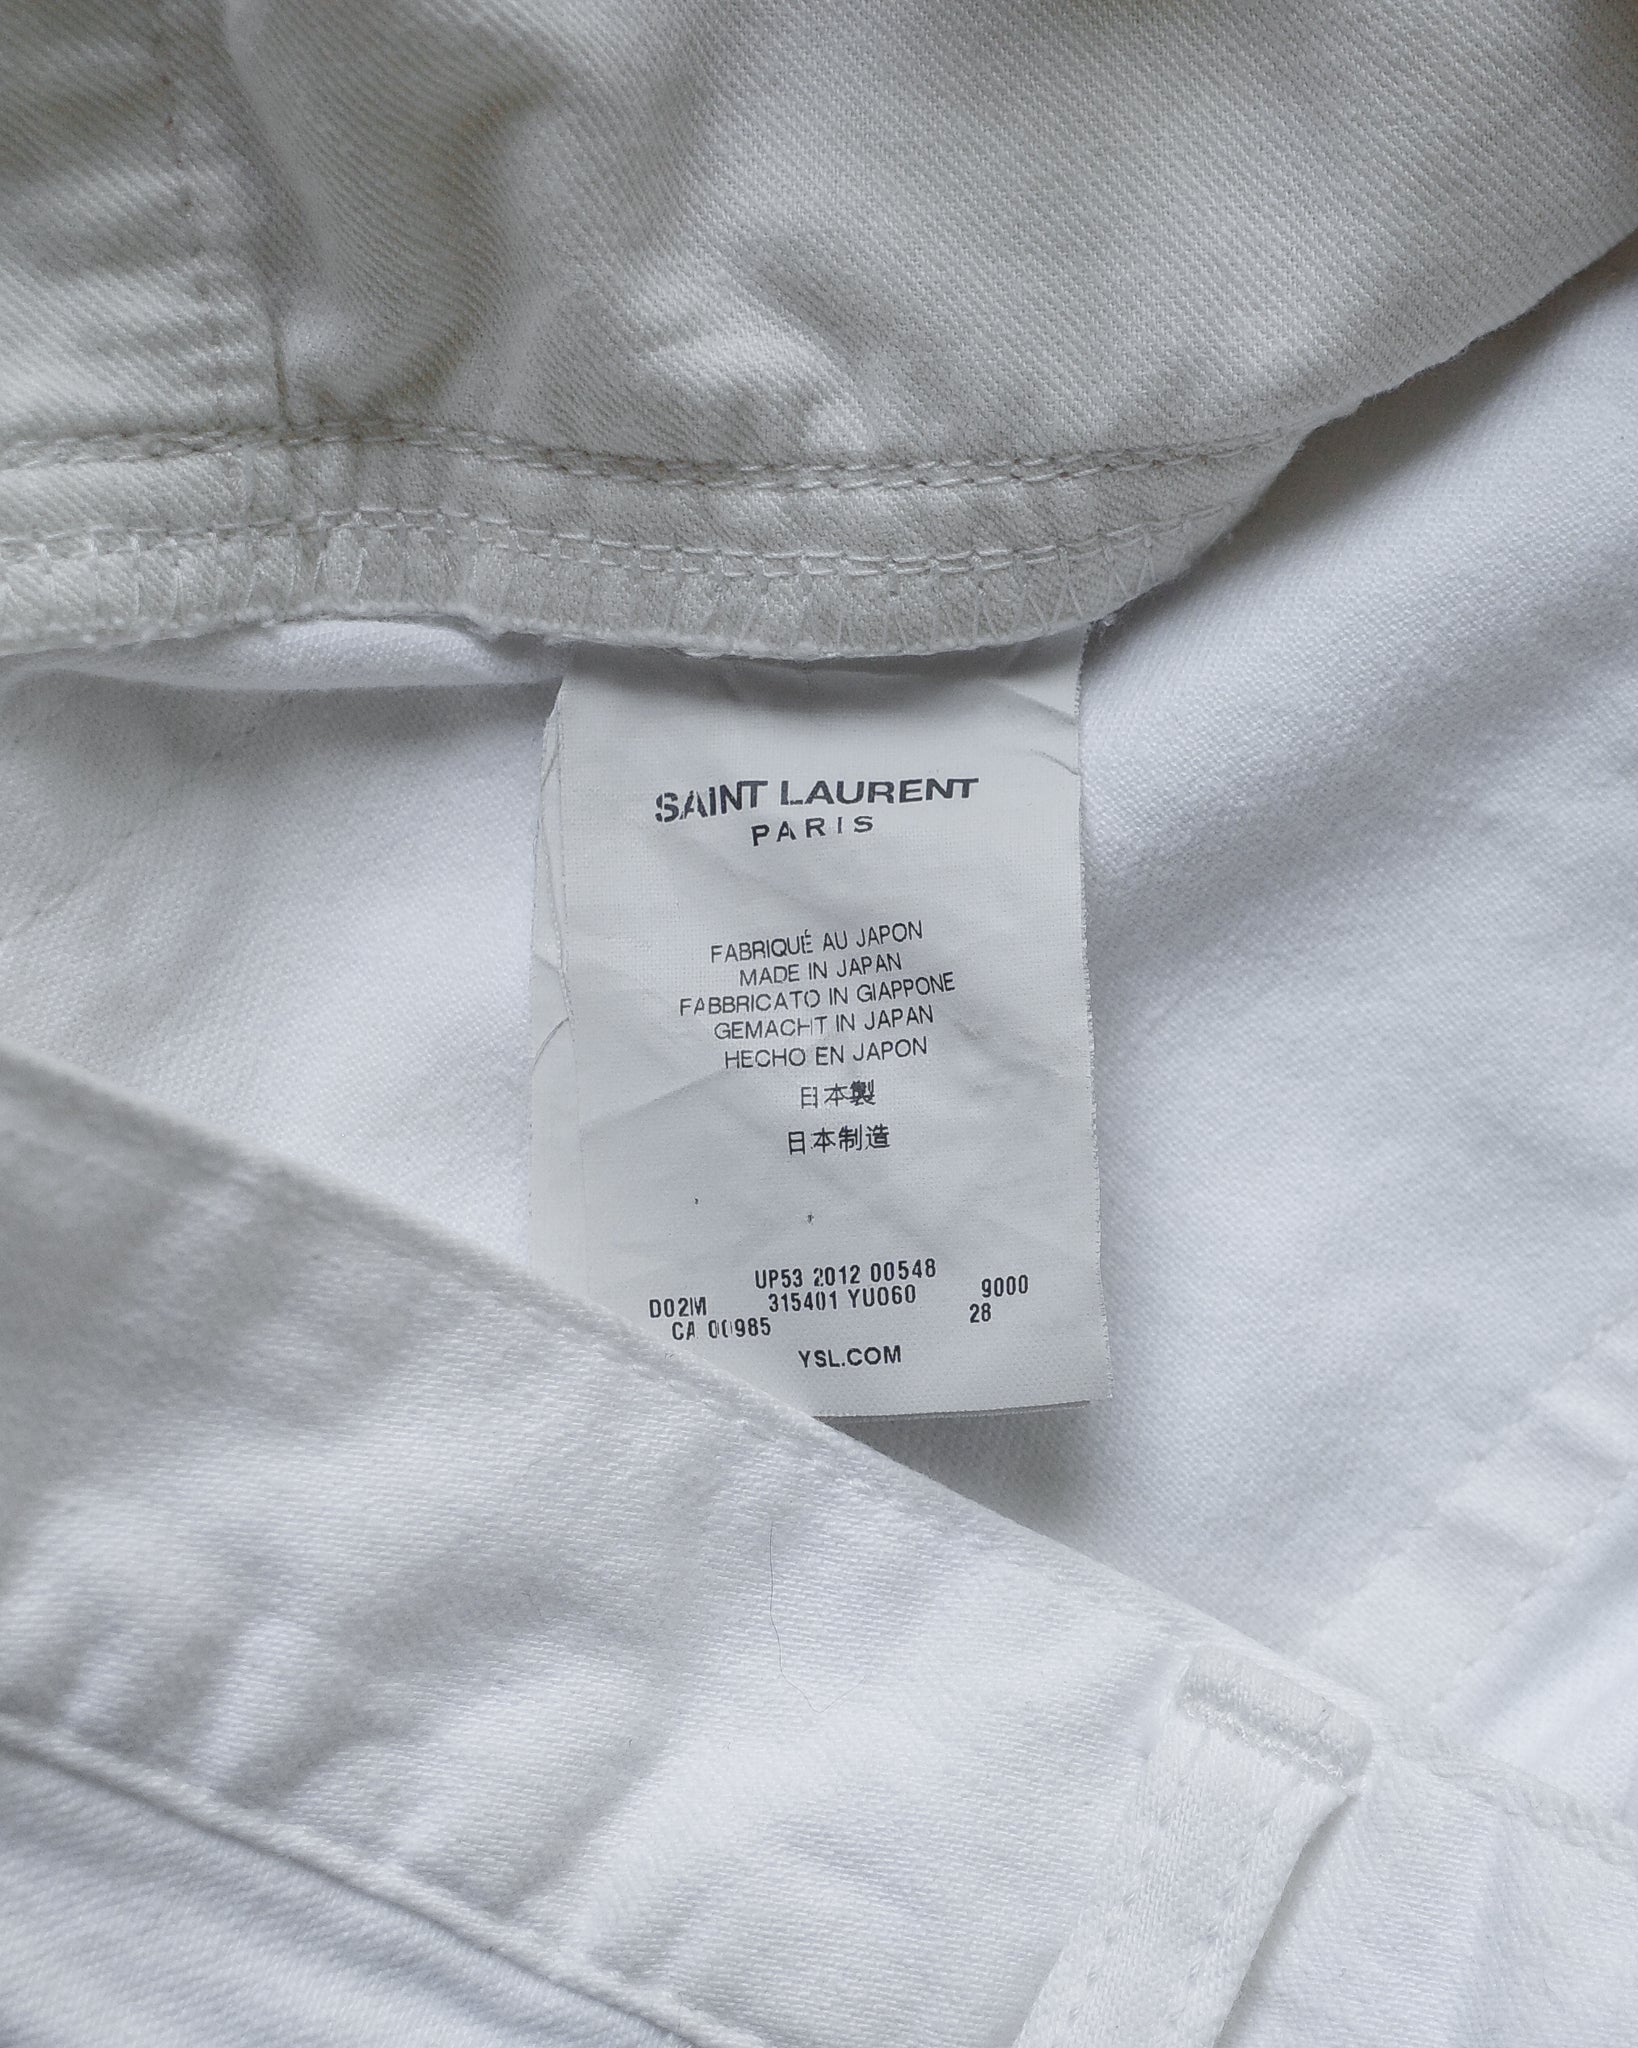 SAINT LAURENT
PARIS
FABRIQUÉ AU JAPON
MADE IN JAPAN
FABBRICATO IN GIAPPONE
GEMACHT IN JAPAN
HECHO EN JAPON
日本製
日本制造
UP53 2012 00548
D02M 315401 YU060 9000
CA 00985 28
YSL.COM